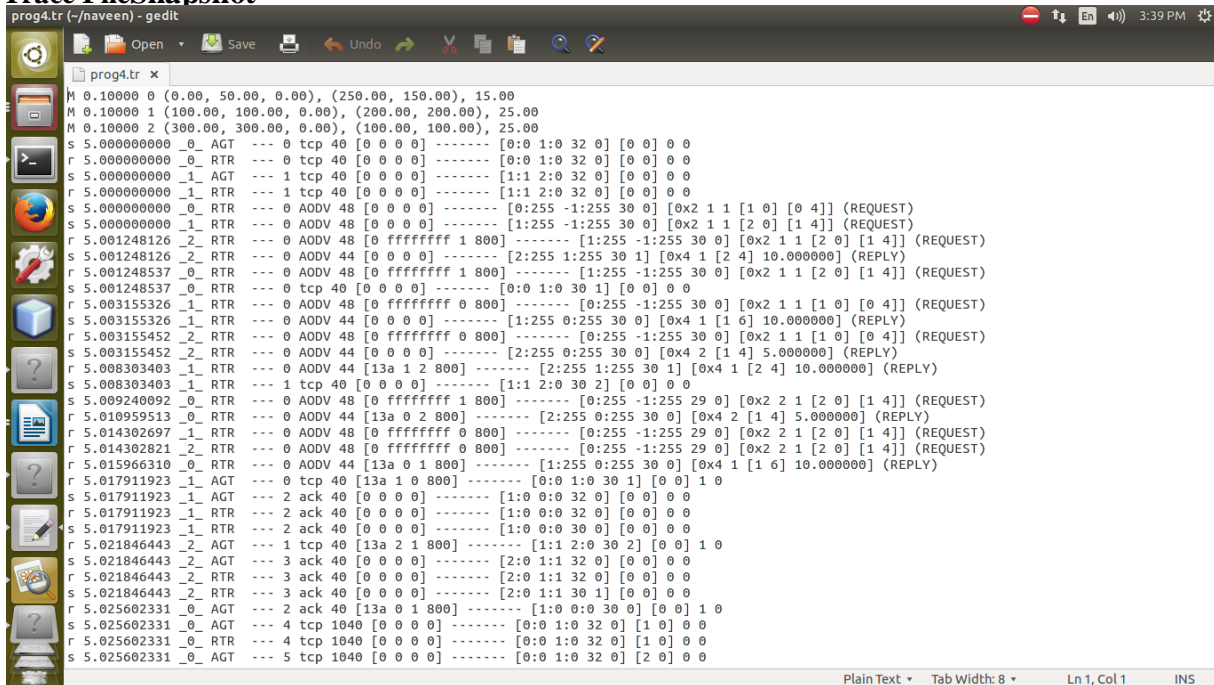 Trace FileSnapshot
prog4.tr (~/naveen) - gedit
En 3:39 PM
Open Save Undo
prog4.tr ×
M 0.10000 0 (0.00, 50.00, 0.00), (250.00, 150.00), 15.00
M 0.10000 1 (100.00, 100.00, 0.00), (200.00, 200.00), 25.00
M 0.10000 2 (300.00, 300.00, 0.00), (100.00, 100.00), 25.00
s 5.000000000 _0_ AGT --- 0 tcp 40 [0 0 0 0] ------- [0:0 1:0 32 0] [0 0] 0 0
r 5.000000000 _0_ RTR --- 0 tcp 40 [0 0 0 0] ------- [0:0 1:0 32 0] [0 0] 0 0
s 5.000000000 _1_ AGT --- 1 tcp 40 [0 0 0 0] ------- [1:1 2:0 32 0] [0 0] 0 0
r 5.000000000 _1_ RTR --- 1 tcp 40 [0 0 0 0] ------- [1:1 2:0 32 0] [0 0] 0 0
s 5.000000000 _0_ RTR --- 0 AODV 48 [0 0 0 0] ------- [0:255 -1:255 30 0] [0x2 1 1 [1 0] [0 4]] (REQUEST)
s 5.000000000 _1_ RTR --- 0 AODV 48 [0 0 0 0] ------- [1:255 -1:255 30 0] [0x2 1 1 [2 0] [1 4]] (REQUEST)
r 5.001248126 _2_ RTR --- 0 AODV 48 [0 ffffffff 1 800] ------- [1:255 -1:255 30 0] [0x2 1 1 [2 0] [1 4]] (REQUEST)
s 5.001248126 _2_ RTR --- 0 AODV 44 [0 0 0 0] ------- [2:255 1:255 30 1] [0x4 1 [2 4] 10.000000] (REPLY)
r 5.001248537 _0_ RTR --- 0 AODV 48 [0 ffffffff 1 800] ------- [1:255 -1:255 30 0] [0x2 1 1 [2 0] [1 4]] (REQUEST)
s 5.001248537 _0_ RTR --- 0 tcp 40 [0 0 0 0] ------- [0:0 1:0 30 1] [0 0] 0 0
r 5.003155326 _1_ RTR --- 0 AODV 48 [0 ffffffff 0 800] ------- [0:255 -1:255 30 0] [0x2 1 1 [1 0] [0 4]] (REQUEST)
s 5.003155326 _1_ RTR --- 0 AODV 44 [0 0 0 0] ------- [1:255 0:255 30 0] [0x4 1 [1 6] 10.000000] (REPLY)
r 5.003155452 _2_ RTR --- 0 AODV 48 [0 ffffffff 0 800] ------- [0:255 -1:255 30 0] [0x2 1 1 [1 0] [0 4]] (REQUEST)
s 5.003155452 _2_ RTR --- 0 AODV 44 [0 0 0 0] ------- [2:255 0:255 30 0] [0x4 2 [1 4] 5.000000] (REPLY)
r 5.008303403 _1_ RTR --- 0 AODV 44 [13a 1 2 800] ------- [2:255 1:255 30 1] [0x4 1 [2 4] 10.000000] (REPLY)
s 5.008303403 _1_ RTR --- 1 tcp 40 [0 0 0 0] ------- [1:1 2:0 30 2] [0 0] 0 0
s 5.009240092 _0_ RTR --- 0 AODV 48 [0 ffffffff 1 800] ------- [0:255 -1:255 29 0] [0x2 2 1 [2 0] [1 4]] (REQUEST)
r 5.010959513 _0_ RTR --- 0 AODV 44 [13a 0 2 800] ------- [2:255 0:255 30 0] [0x4 2 [1 4] 5.000000] (REPLY)
r 5.014302697 _1_ RTR --- 0 AODV 48 [0 ffffffff 0 800] ------- [0:255 -1:255 29 0] [0x2 2 1 [2 0] [1 4]] (REQUEST)
r 5.014302821 _2_ RTR --- 0 AODV 48 [0 ffffffff 0 800] ------- [0:255 -1:255 29 0] [0x2 2 1 [2 0] [1 4]] (REQUEST)
r 5.015966310 _0_ RTR --- 0 AODV 44 [13a 0 1 800] ------- [1:255 0:255 30 0] [0x4 1 [1 6] 10.000000] (REPLY)
r 5.017911923 _1_ AGT --- 0 tcp 40 [13a 1 0 800] ------- [0:0 1:0 30 1] [0 0] 1 0
s 5.017911923 _1_ AGT --- 2 ack 40 [0 0 0 0] ------- [1:0 0:0 32 0] [0 0] 0 0
r 5.017911923 _1_ RTR --- 2 ack 40 [0 0 0 0] ------- [1:0 0:0 32 0] [0 0] 0 0
s 5.017911923 _1_ RTR --- 2 ack 40 [0 0 0 0] ------- [1:0 0:0 30 0] [0 0] 0 0
r 5.021846443 _2_ AGT --- 1 tcp 40 [13a 2 1 800] ------- [1:1 2:0 30 2] [0 0] 1 0
s 5.021846443 _2_ AGT --- 3 ack 40 [0 0 0 0] ------- [2:0 1:1 32 0] [0 0] 0 0
r 5.021846443 _2_ RTR --- 3 ack 40 [0 0 0 0] ------- [2:0 1:1 32 0] [0 0] 0 0
s 5.021846443 _2_ RTR --- 3 ack 40 [0 0 0 0] ------- [2:0 1:1 30 1] [0 0] 0 0
r 5.025602331 _0_ AGT --- 2 ack 40 [13a 0 1 800] ------- [1:0 0:0 30 0] [0 0] 1 0
s 5.025602331 _0_ AGT --- 4 tcp 1040 [0 0 0 0] ------- [0:0 1:0 32 0] [1 0] 0 0
r 5.025602331 _0_ RTR --- 4 tcp 1040 [0 0 0 0] ------- [0:0 1:0 32 0] [1 0] 0 0
s 5.025602331 _0_ AGT --- 5 tcp 1040 [0 0 0 0] ------- [0:0 1:0 32 0] [2 0] 0 0
Plain Text Tab Width: 8 Ln 1, Col 1 INS